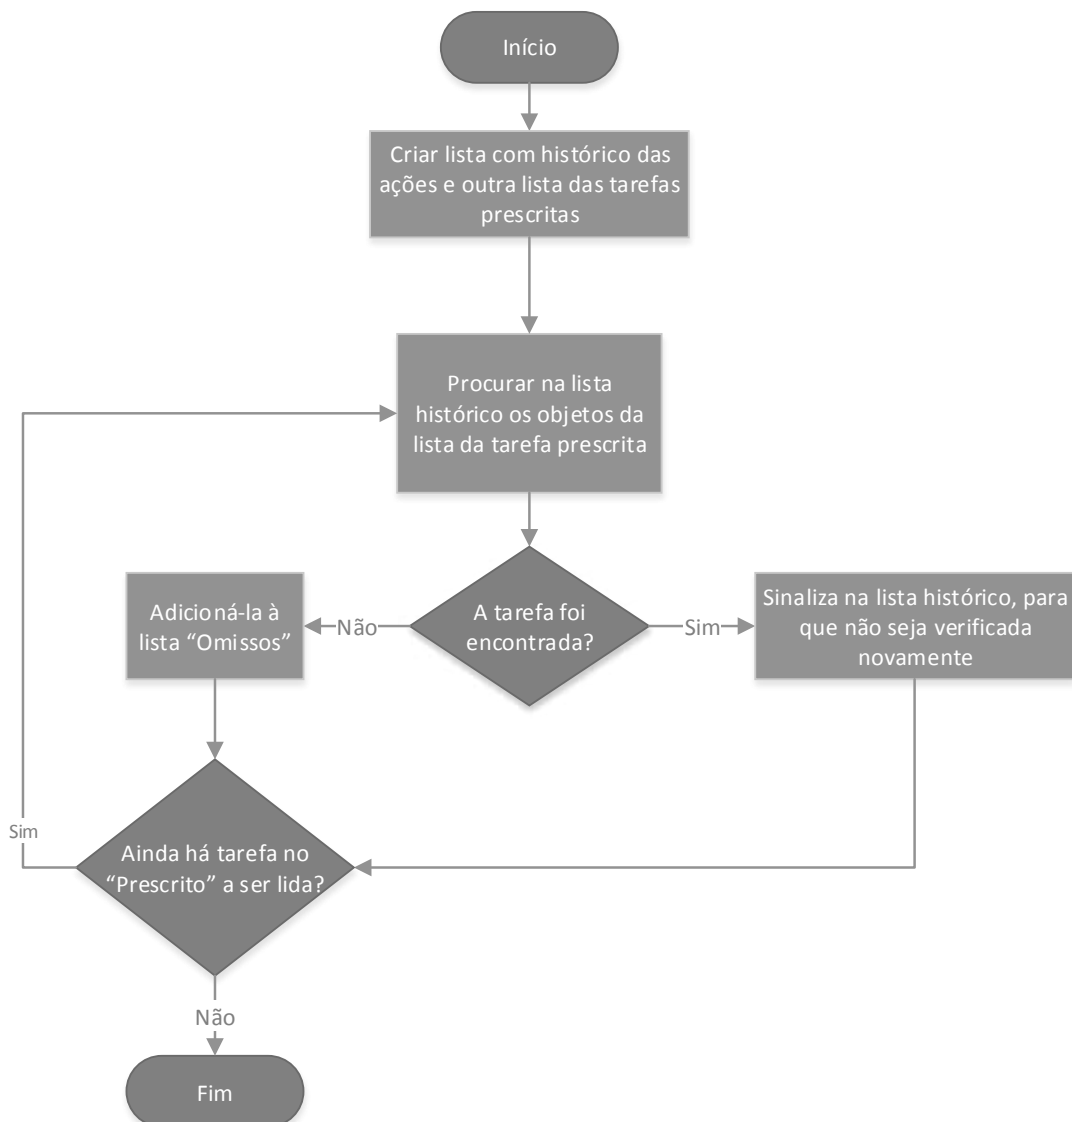 Início
Criar lista com histórico das
ações e outra lista das tarefas
prescritas
Procurar na lista
histórico os objetos da
lista da tarefa prescrita
A tarefa foi
encontrada?
Não
Sim
Adicioná-la à
lista “Omissos”
Sinaliza na lista histórico, para
que não seja verificada
novamente
Ainda há tarefa no
“Prescrito” a ser lida?
Sim
Não
Fim